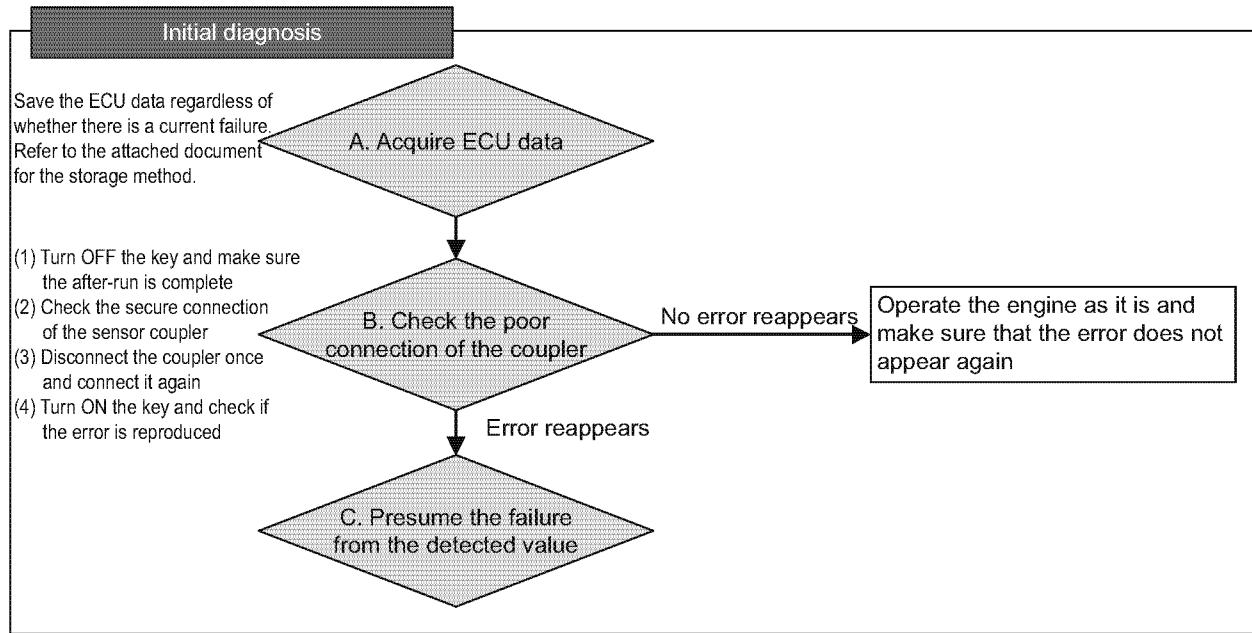 Initial diagnosis
Save the ECU data regardless of
whether there is a current failure.
Refer to the attached document
for the storage method.
A. Acquire ECU data
(1) Turn OFF the key and make sure
the after-run is complete
(2) Check the secure connection
of the sensor coupler
(3) Disconnect the coupler once
and connect it again
(4) Turn ON the key and check if
the error is reproduced
B. Check the poor
connection of the coupler
No error reappears
Operate the engine as it is and
make sure that the error does not
appear again
Error reappears
C. Presume the failure
from the detected value